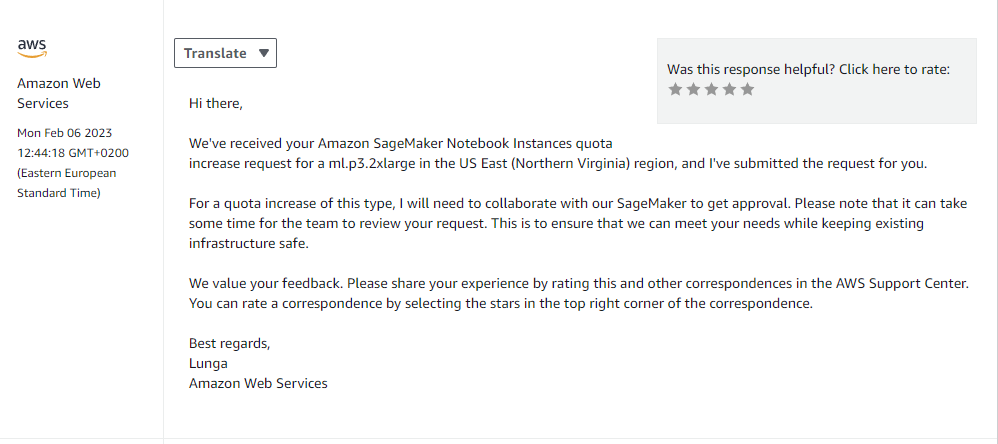 aws
Amazon Web
Services
Mon Feb 06 2023
12:44:18 GMT+0200
(Eastern European
Standard Time)
Translate
Was this response helpful? Click here to rate:
Hi there,
We've received your Amazon SageMaker Notebook Instances quota
increase request for a ml.p3.2xlarge in the US East (Northern Virginia) region, and I've submitted the request for you.
For a quota increase of this type, I will need to collaborate with our SageMaker to get approval. Please note that it can take
some time for the team to review your request. This is to ensure that we can meet your needs while keeping existing
infrastructure safe.
We value your feedback. Please share your experience by rating this and other correspondences in the AWS Support Center.
You can rate a correspondence by selecting the stars in the top right corner of the correspondence.
Best regards,
Lunga
Amazon Web Services